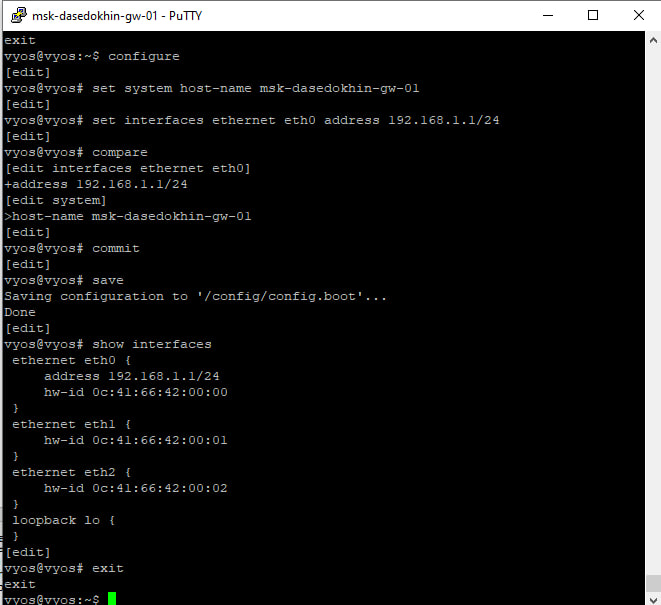 msk-dasedokhin-gw-01 - PuTTY
exit
vyos@vyos:~$ configure
[edit]
vyos@vyos# set system host-name msk-dasedokhin-gw-01
[edit]
vyos@vyos# set interfaces ethernet eth0 address 192.168.1.1/24
[edit]
vyos@vyos# compare
[edit interfaces ethernet eth0]
+address 192.168.1.1/24
[edit system]
>host-name msk-dasedokhin-gw-01
[edit]
vyos@vyos# commit
[edit]
vyos@vyos# save
Saving configuration to '/config/config.boot'...
Done
[edit]
vyos@vyos# show interfaces
 ethernet eth0 {
     address 192.168.1.1/24
     hw-id 0c:41:66:42:00:00
 }
 ethernet eth1 {
     hw-id 0c:41:66:42:00:01
 }
 ethernet eth2 {
     hw-id 0c:41:66:42:00:02
 }
 loopback lo {
 }
[edit]
vyos@vyos# exit
exit
vyos@vyos:~$